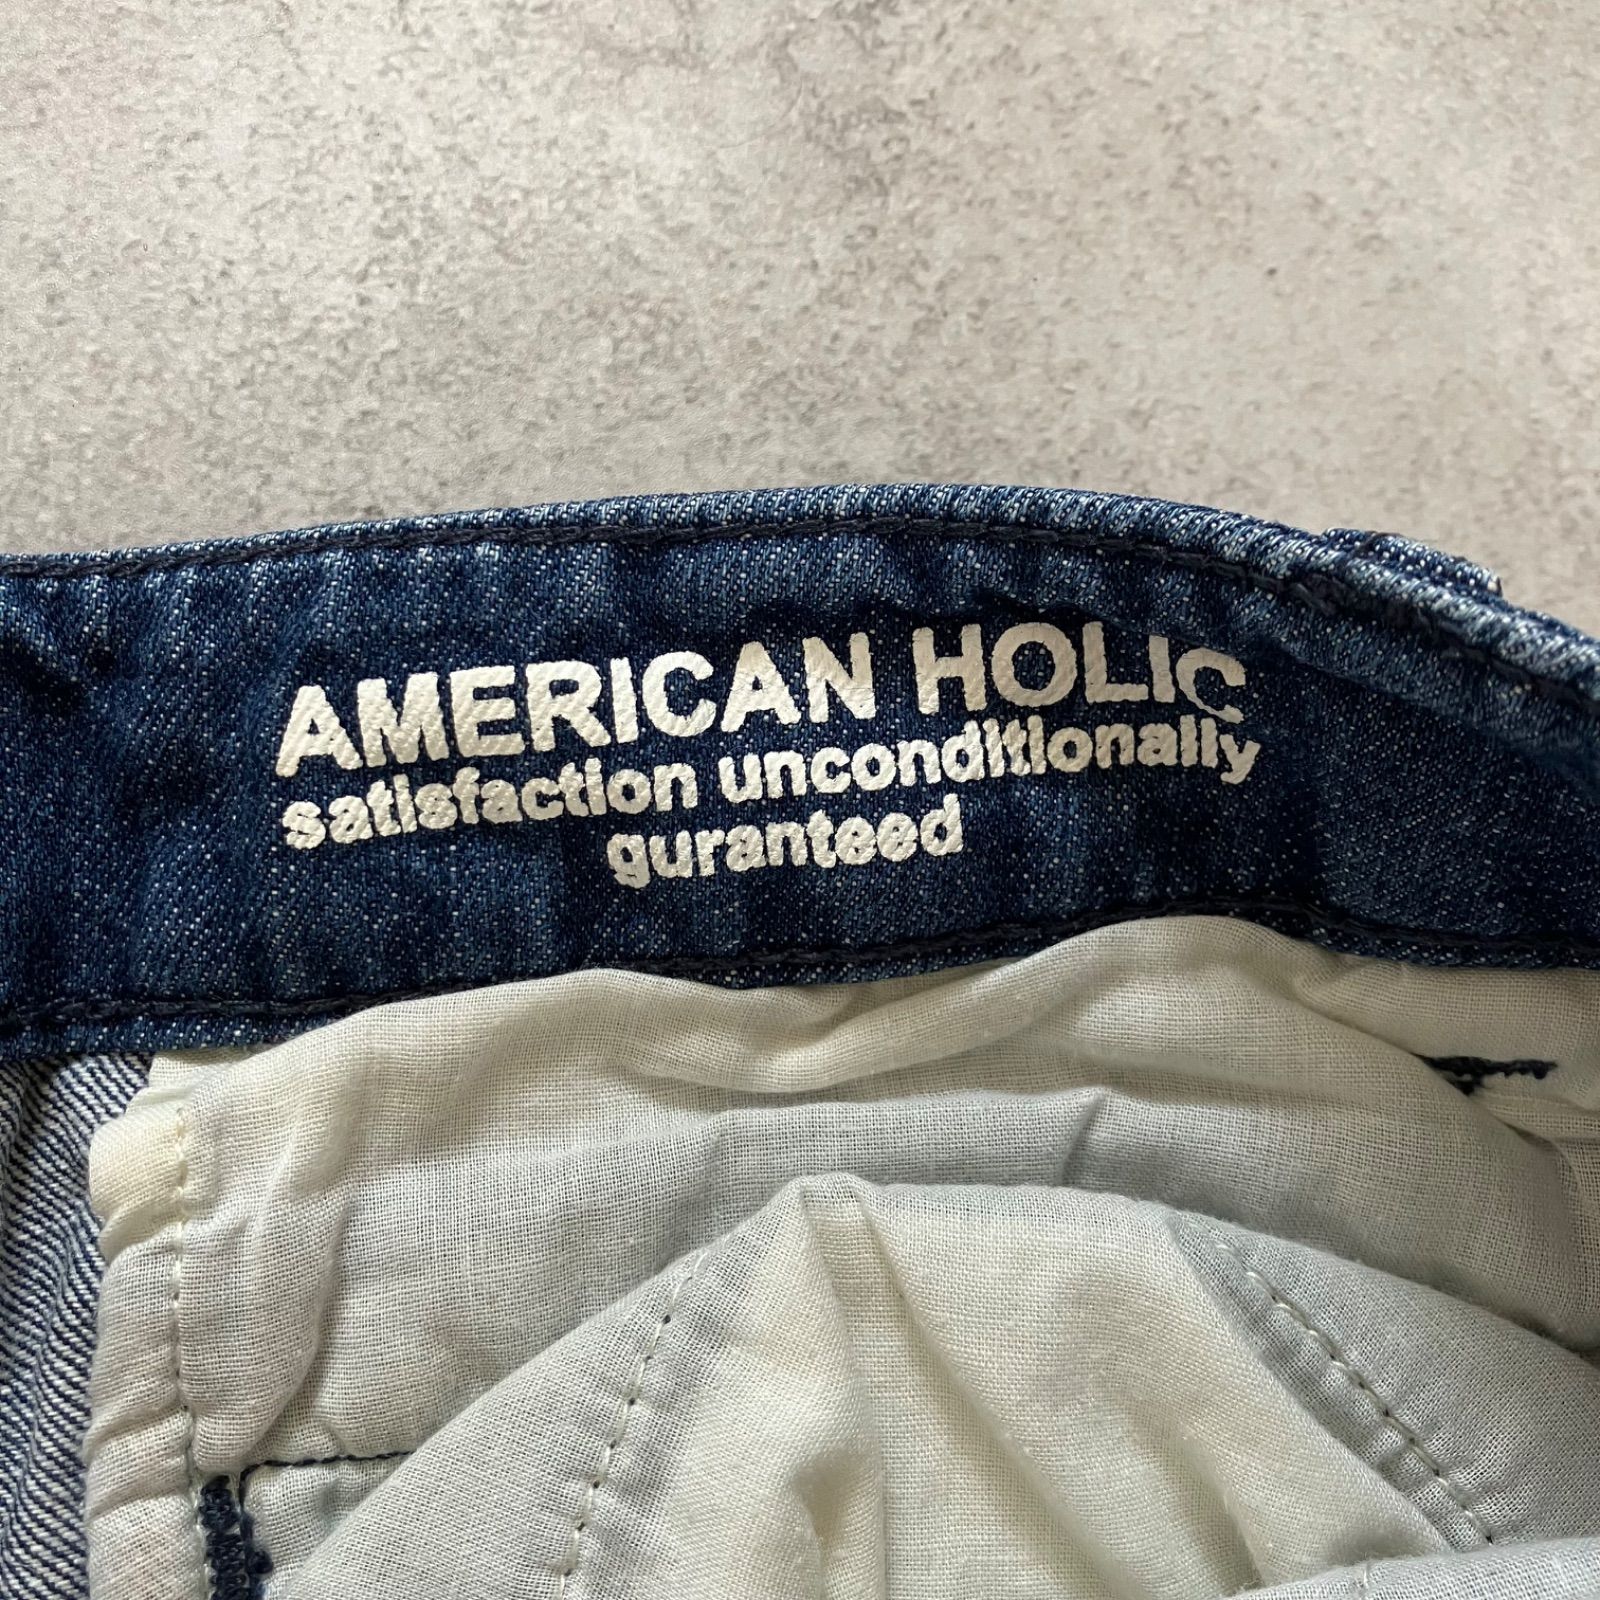 AMERICAN HOLIC
satisfaction unconditionally
guranteed